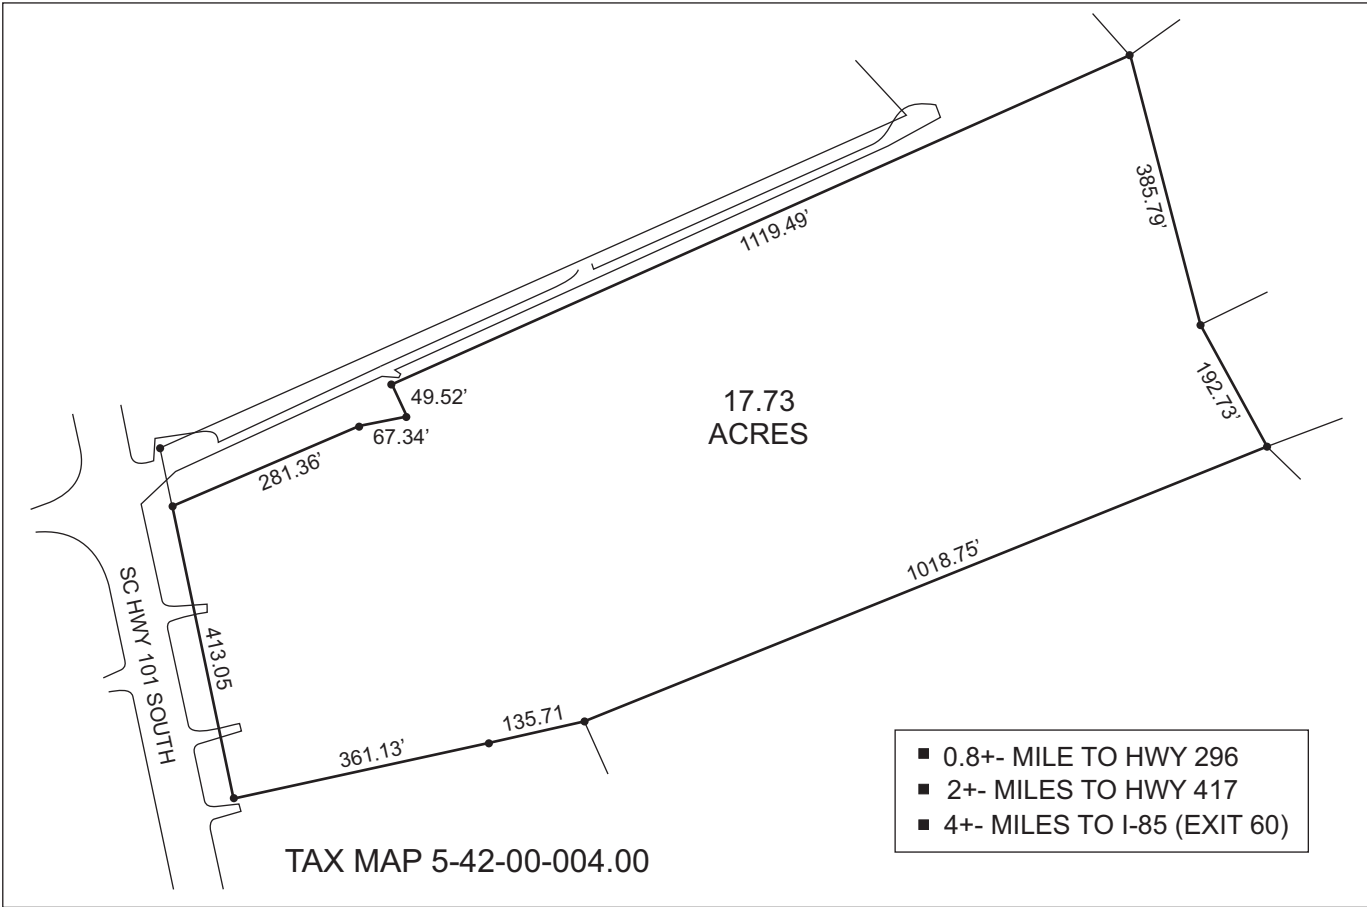 385.79’
1119.49’
192.73’
49.52’
67.34’
17.73
ACRES
281.36’
1018.75’
SC HWY 101 SOUTH
413.05
135.71
361.13’
■ 0.8+- MILE TO HWY 296
■ 2+- MILES TO HWY 417
■ 4+- MILES TO I-85 (EXIT 60)
TAX MAP 5-42-00-004.00